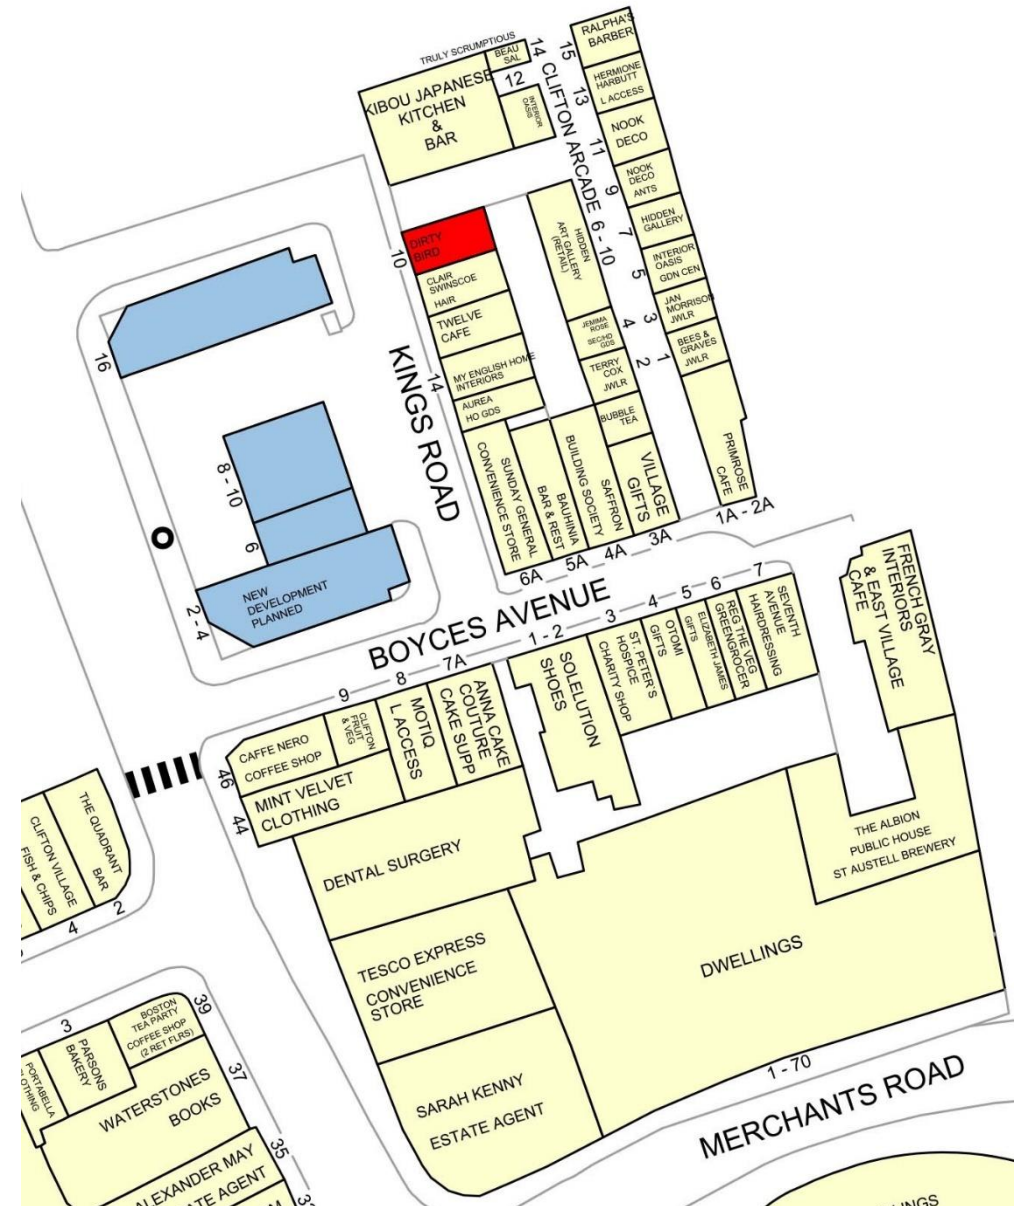 TRULY SCRUMPTIOUS
BEAU
SAL
14
12
KIBOU JAPANESE
KITCHEN
&
BAR
INTERIOR
OASIS
CLIFTON ARCADE
15
RALPHA'S
BARBER
13
HERMIONE
HARBUTT
L ACCESS
11
NOOK
DECO
9
NOOK
DECO
ANTS
7
HIDDEN
GALLERY
5
INTERIOR
OASIS
GDN CEN
3
JAN
MORRISON
JWLR
1
BEES &
GRAVES
JWLR
PRIMROSE
CAFE
1A - 2A
6 - 10
HIDDEN
ART GALLERY
(RETAIL)
4
JEMIMA
ROSE
SEC/HD
GDS
2
TERRY
COX
JWLR
BUBBLE
TEA
VILLAGE
GIFTS
3A
10
DIRTY
BIRD
CLAIR
SWINSCOE
HAIR
TWELVE
CAFE
14
MY ENGLISH HOME
INTERIORS
AUREA
HO GDS
KINGS ROAD
SUNDAY GENERAL
CONVENIENCE STORE
6A
BAUHINIA
BAR & REST
5A
SAFFRON
BUILDING SOCIETY
4A
16
8 - 10
6
2 - 4
NEW
DEVELOPMENT
PLANNED
BOYCES AVENUE
9
8
7A
1 - 2
3
4
5
6
7
CAFFE NERO
COFFEE SHOP
46
CLIFTON
FRUIT
& VEG
MOTIQ
L ACCESS
ANNA CAKE
COUTURE
CAKE SUPP
SOLELUTION
SHOES
ST. PETER'S
HOSPICE
CHARITY SHOP
OTOMI
GIFTS
ELIZABETH JAMES
GIFTS
REG THE VEG
GREENGROCER
SEVENTH
AVENUE
HAIRDRESSING
FRENCH GRAY
INTERIORS
& EAST VILLAGE
CAFE
MINT VELVET
CLOTHING
44
DENTAL SURGERY
TESCO EXPRESS
CONVENIENCE
STORE
SARAH KENNY
ESTATE AGENT
THE ALBION
PUBLIC HOUSE
ST AUSTELL BREWERY
DWELLINGS
1 - 70
MERCHANTS ROAD
THE QUADRANT
BAR
2
CLIFTON VILLAGE
FISH & CHIPS
4
3
PARSONS
BAKERY
BOSTON
TEA PARTY
COFFEE SHOP
(2 RET FLRS)
39
37
WATERSTONES
BOOKS
35
PORTABELLA
ALEXANDER MAY